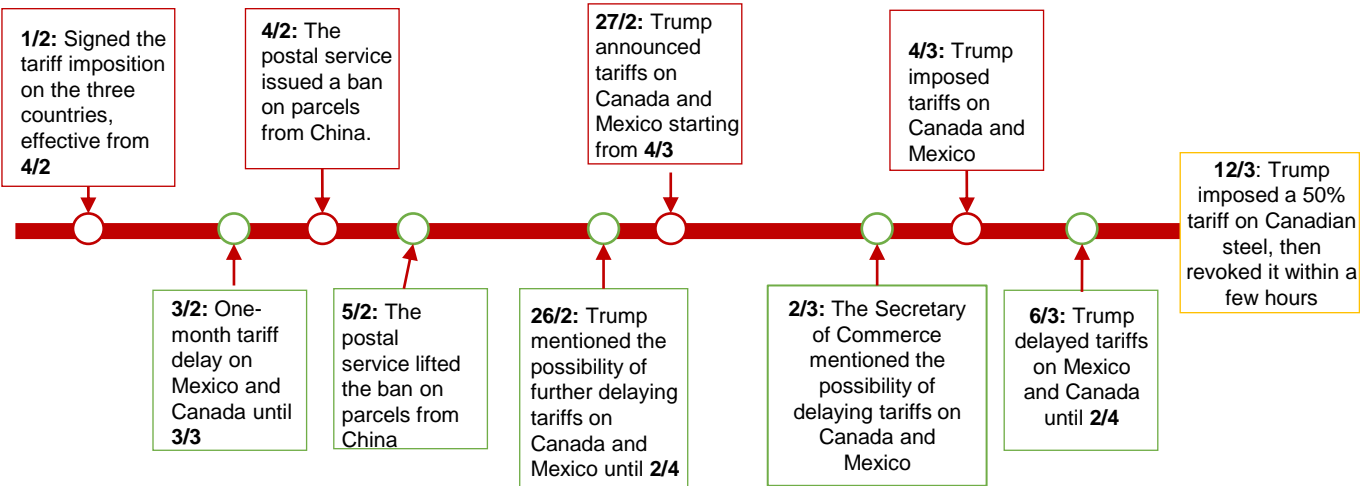 1/2: Signed the
tariff imposition
on the three
countries,
effective from
4/2
4/2: The
postal service
issued a ban
on parcels
from China.
27/2: Trump
announced
tariffs on
Canada and
Mexico starting
from 4/3
4/3: Trump
imposed
tariffs on
Canada and
Mexico
12/3: Trump
imposed a 50%
tariff on Canadian
steel, then
revoked it within a
few hours
3/2: One-
month tariff
delay on
Mexico and
Canada until
3/3
5/2: The
postal
service lifted
the ban on
parcels from
China
26/2: Trump
mentioned the
possibility of
further delaying
tariffs on
Canada and
Mexico until 2/4
2/3: The Secretary
of Commerce
mentioned the
possibility of
delaying tariffs on
Canada and
Mexico
6/3: Trump
delayed tariffs
on Mexico
and Canada
until 2/4